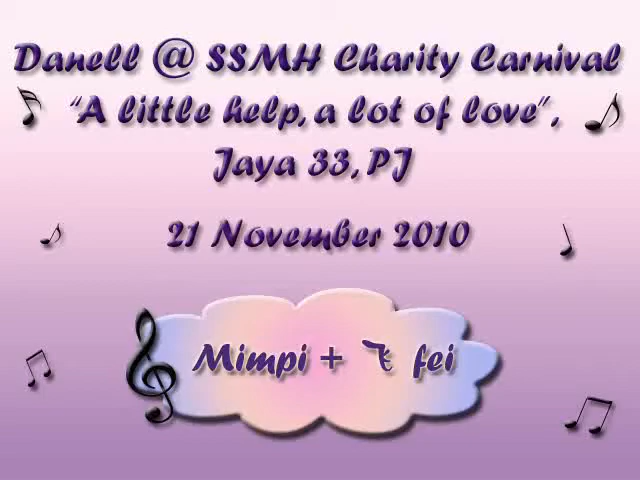 Danell @ SSMH Charity Carnival
“A little help, a lot of love”,
Jaya 33, PJ
21 November 2010
Mimpi + 飞 fei